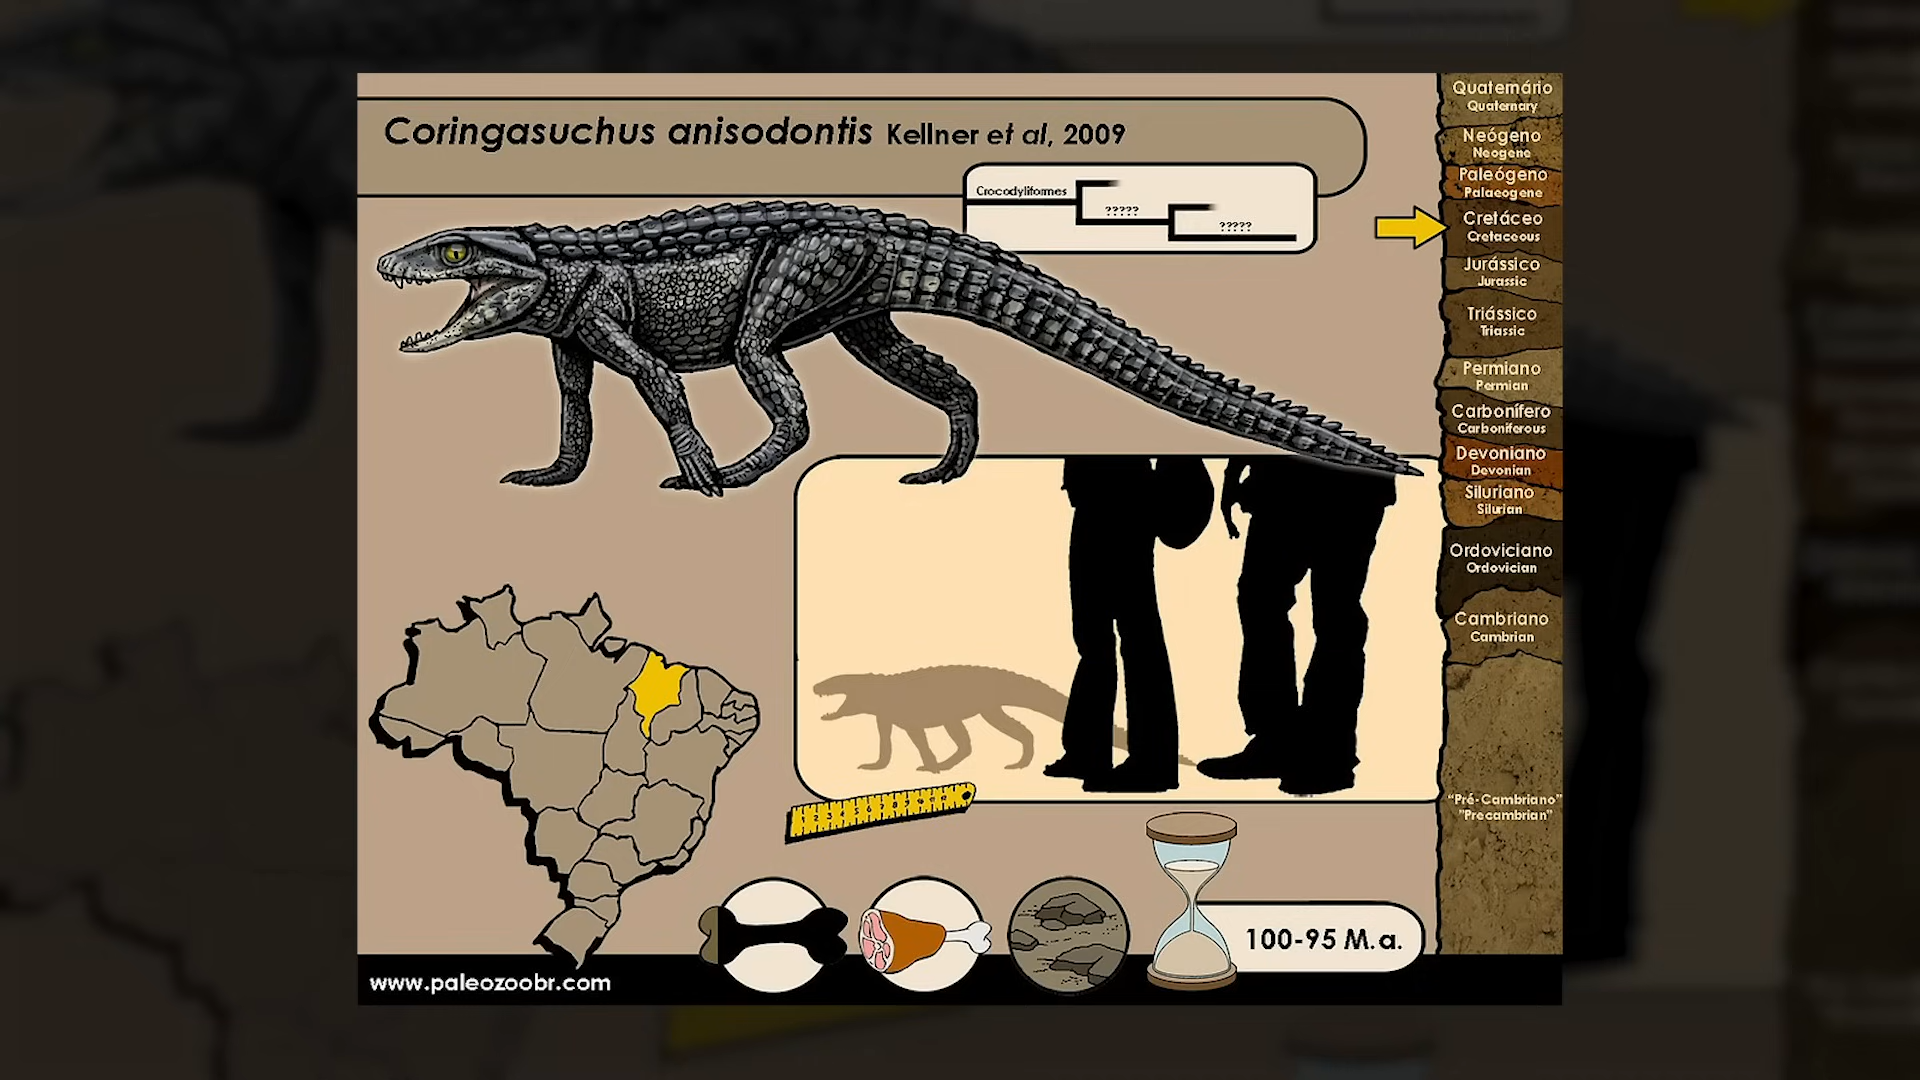 Coringasuchus anisodontis Kellner et al, 2009
Crocodyliformes
?????
?????
Quaternário
Quaternary
Neógeno
Neogene
Paleógeno
Palaeogene
Cretáceo
Cretaceous
Jurássico
Jurassic
Triássico
Triassic
Permiano
Permian
Carbonífero
Carboniferous
Devoniano
Devonian
Siluriano
Silurian
Ordoviciano
Ordovician
Cambriano
Cambrian
“Pré-Cambriano”
"Precambrian"
100-95 M.a.
www.paleozoobr.com